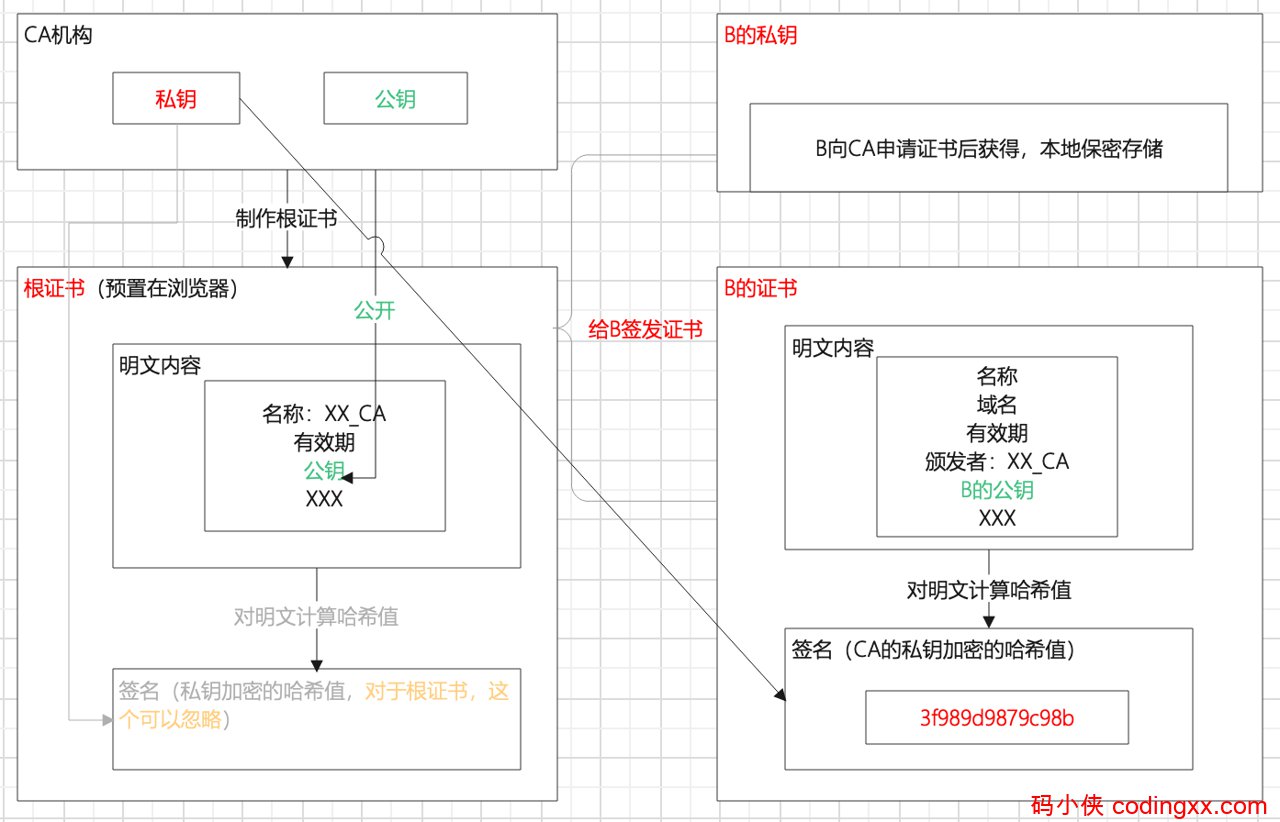 CA机构
私钥
公钥
制作根证书
根证书（预置在浏览器）
公开
明文内容
名称：XX_CA
有效期
公钥
XXX
对明文计算哈希值
签名（私钥加密的哈希值，对于根证书，这
个可以忽略）
给B签发证书
B的私钥
B向CA申请证书后获得，本地保密存储
B的证书
明文内容
名称
域名
有效期
颁发者：XX_CA
B的公钥
XXX
对明文计算哈希值
签名（CA的私钥加密的哈希值）
3f989d9879c98b
码小侠 codingxx.com